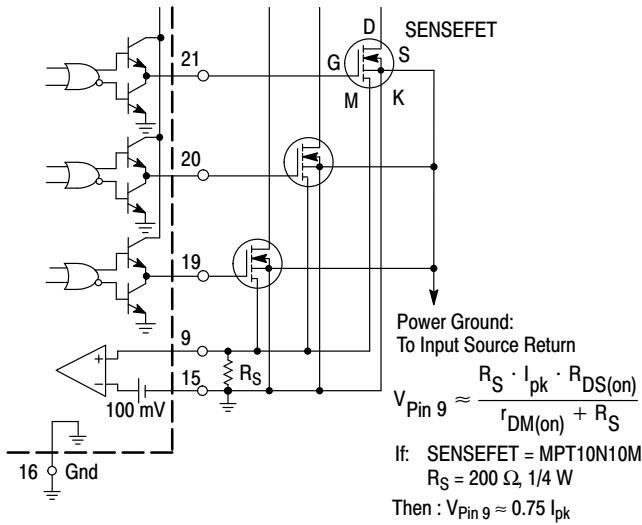 D
SENSEFET
21
G
S
M
K
20
19
9
+
R_S
15
-
100 mV
16
Gnd
Power Ground:
To Input Source Return
V_Pin 9 ≈ R_S · I_pk · R_DS(on) / r_DM(on) + R_S
If: SENSEFET = MPT10N10M
R_S = 200 Ω, 1/4 W
Then : V_Pin 9 ≈ 0.75 I_pk